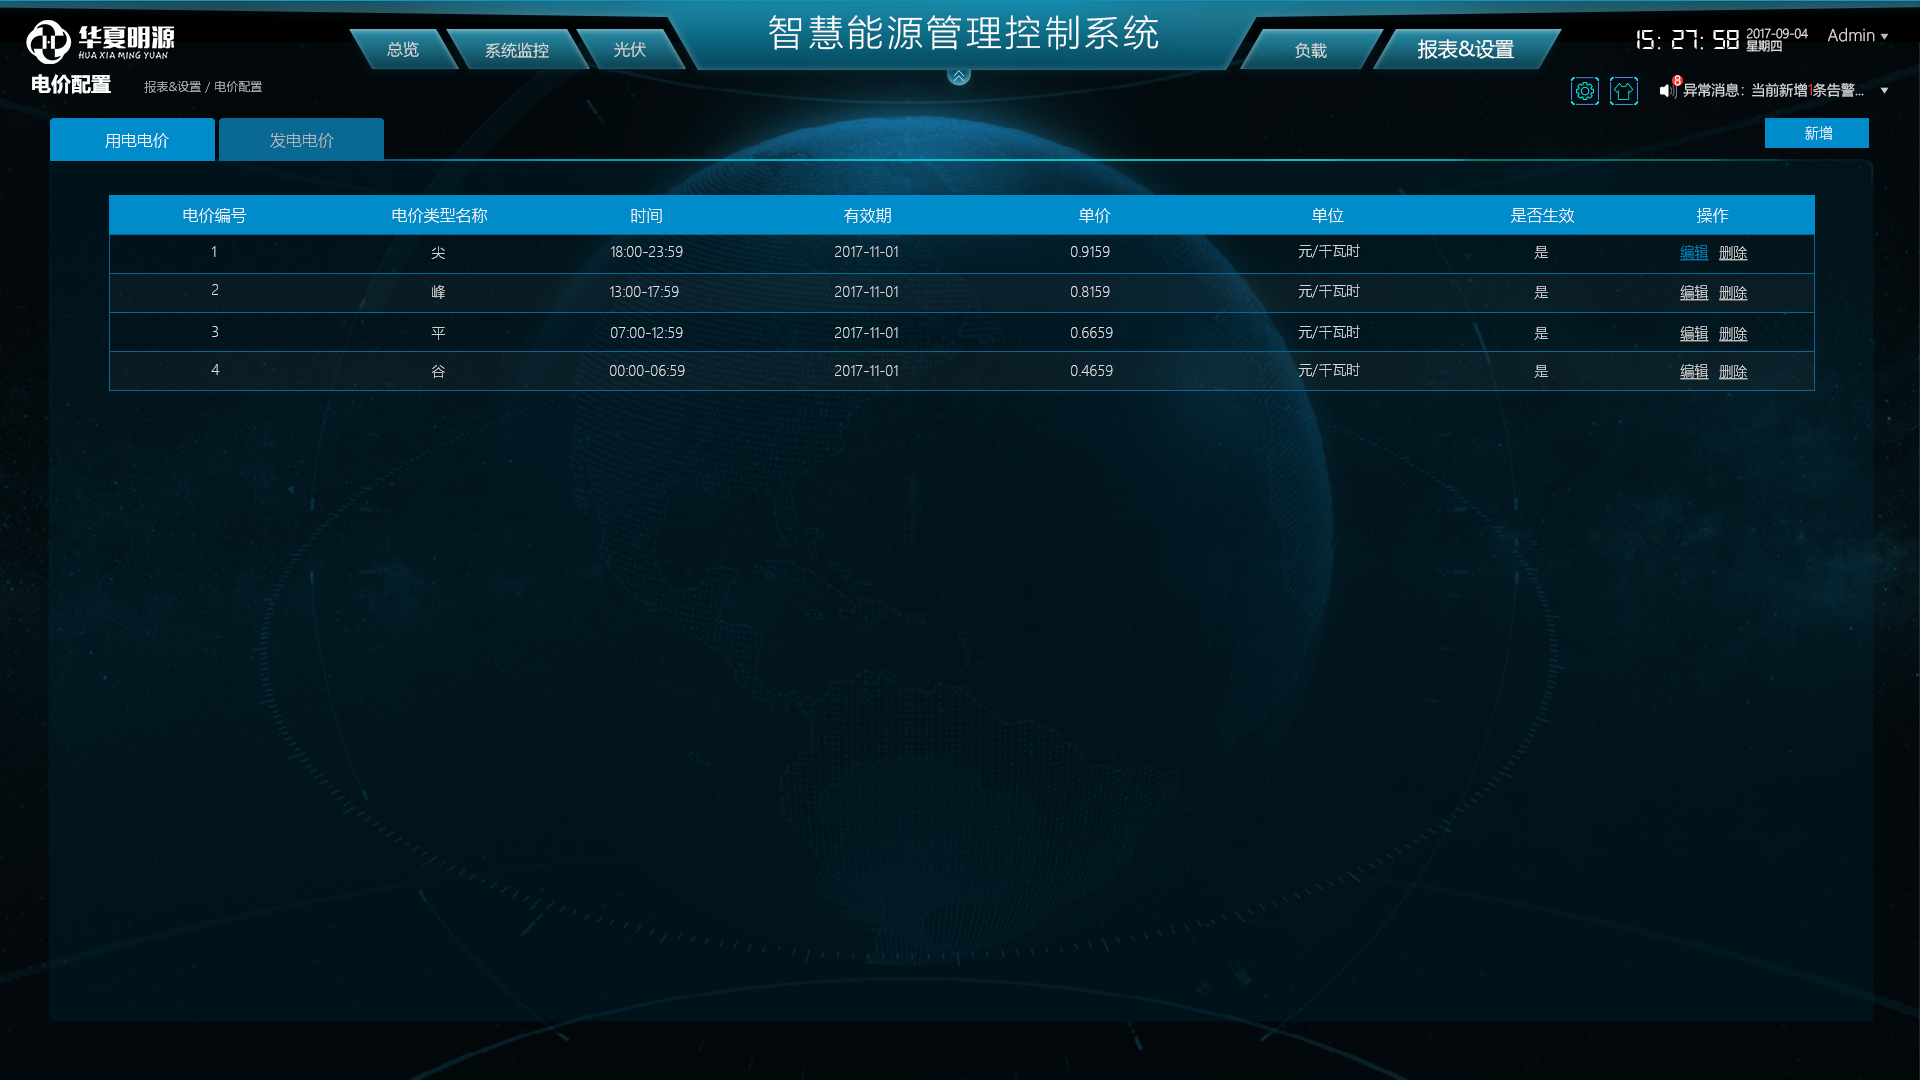 华夏明源
HUA XIA MING YUAN
总览
系统监控
光伏
智慧能源管理控制系统
负载
报表&设置
15: 27: 58
2017-09-04
星期四
Admin
电价配置
报表&设置 / 电价配置
8
异常消息: 当前新增1条告警...
用电电价
发电电价
新增
电价编号 电价类型名称 时间 有效期 单价 单位 是否生效 操作
1 尖 18:00-23:59 2017-11-01 0.9159 元/千瓦时 是 编辑 删除
2 峰 13:00-17:59 2017-11-01 0.8159 元/千瓦时 是 编辑 删除
3 平 07:00-12:59 2017-11-01 0.6659 元/千瓦时 是 编辑 删除
4 谷 00:00-06:59 2017-11-01 0.4659 元/千瓦时 是 编辑 删除